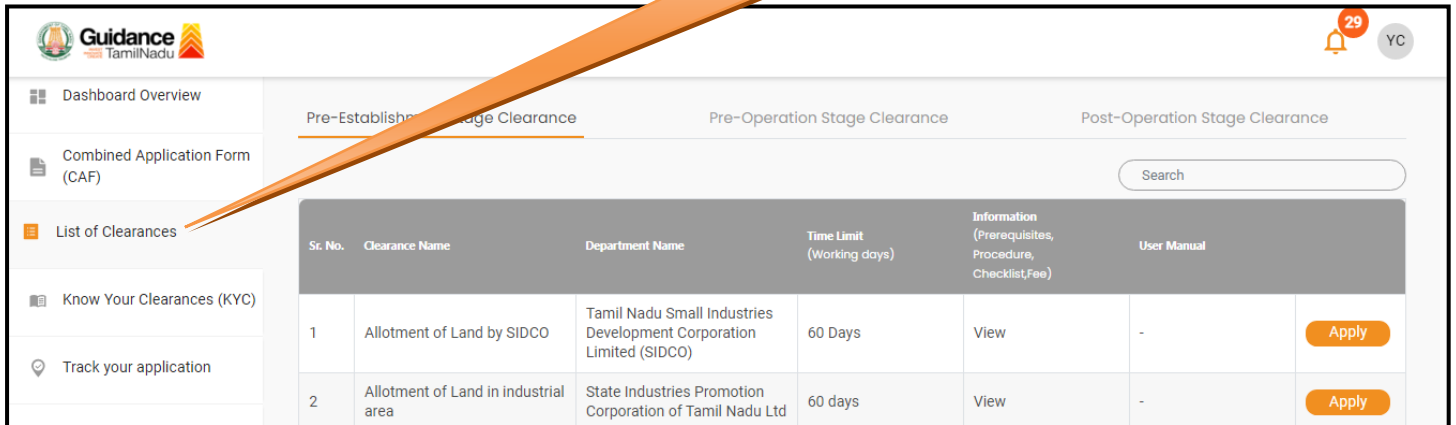 Guidance
TamilNadu
29
YC
Dashboard Overview
Combined Application Form
(CAF)
List of Clearances
Know Your Clearances (KYC)
Track your application
Stage Clearance
Pre-Operation Stage Clearance
Post-Operation Stage Clearance
Search
Sr. No. Clearance Name Department Name Time Limit (Working days) Information (Prerequisites, Procedure, Checklist,Fee) User Manual
1 Allotment of Land by SIDCO Tamil Nadu Small Industries Development Corporation Limited (SIDCO) 60 Days View - Apply
2 Allotment of Land in industrial area State Industries Promotion Corporation of Tamil Nadu Ltd 60 days View - Apply